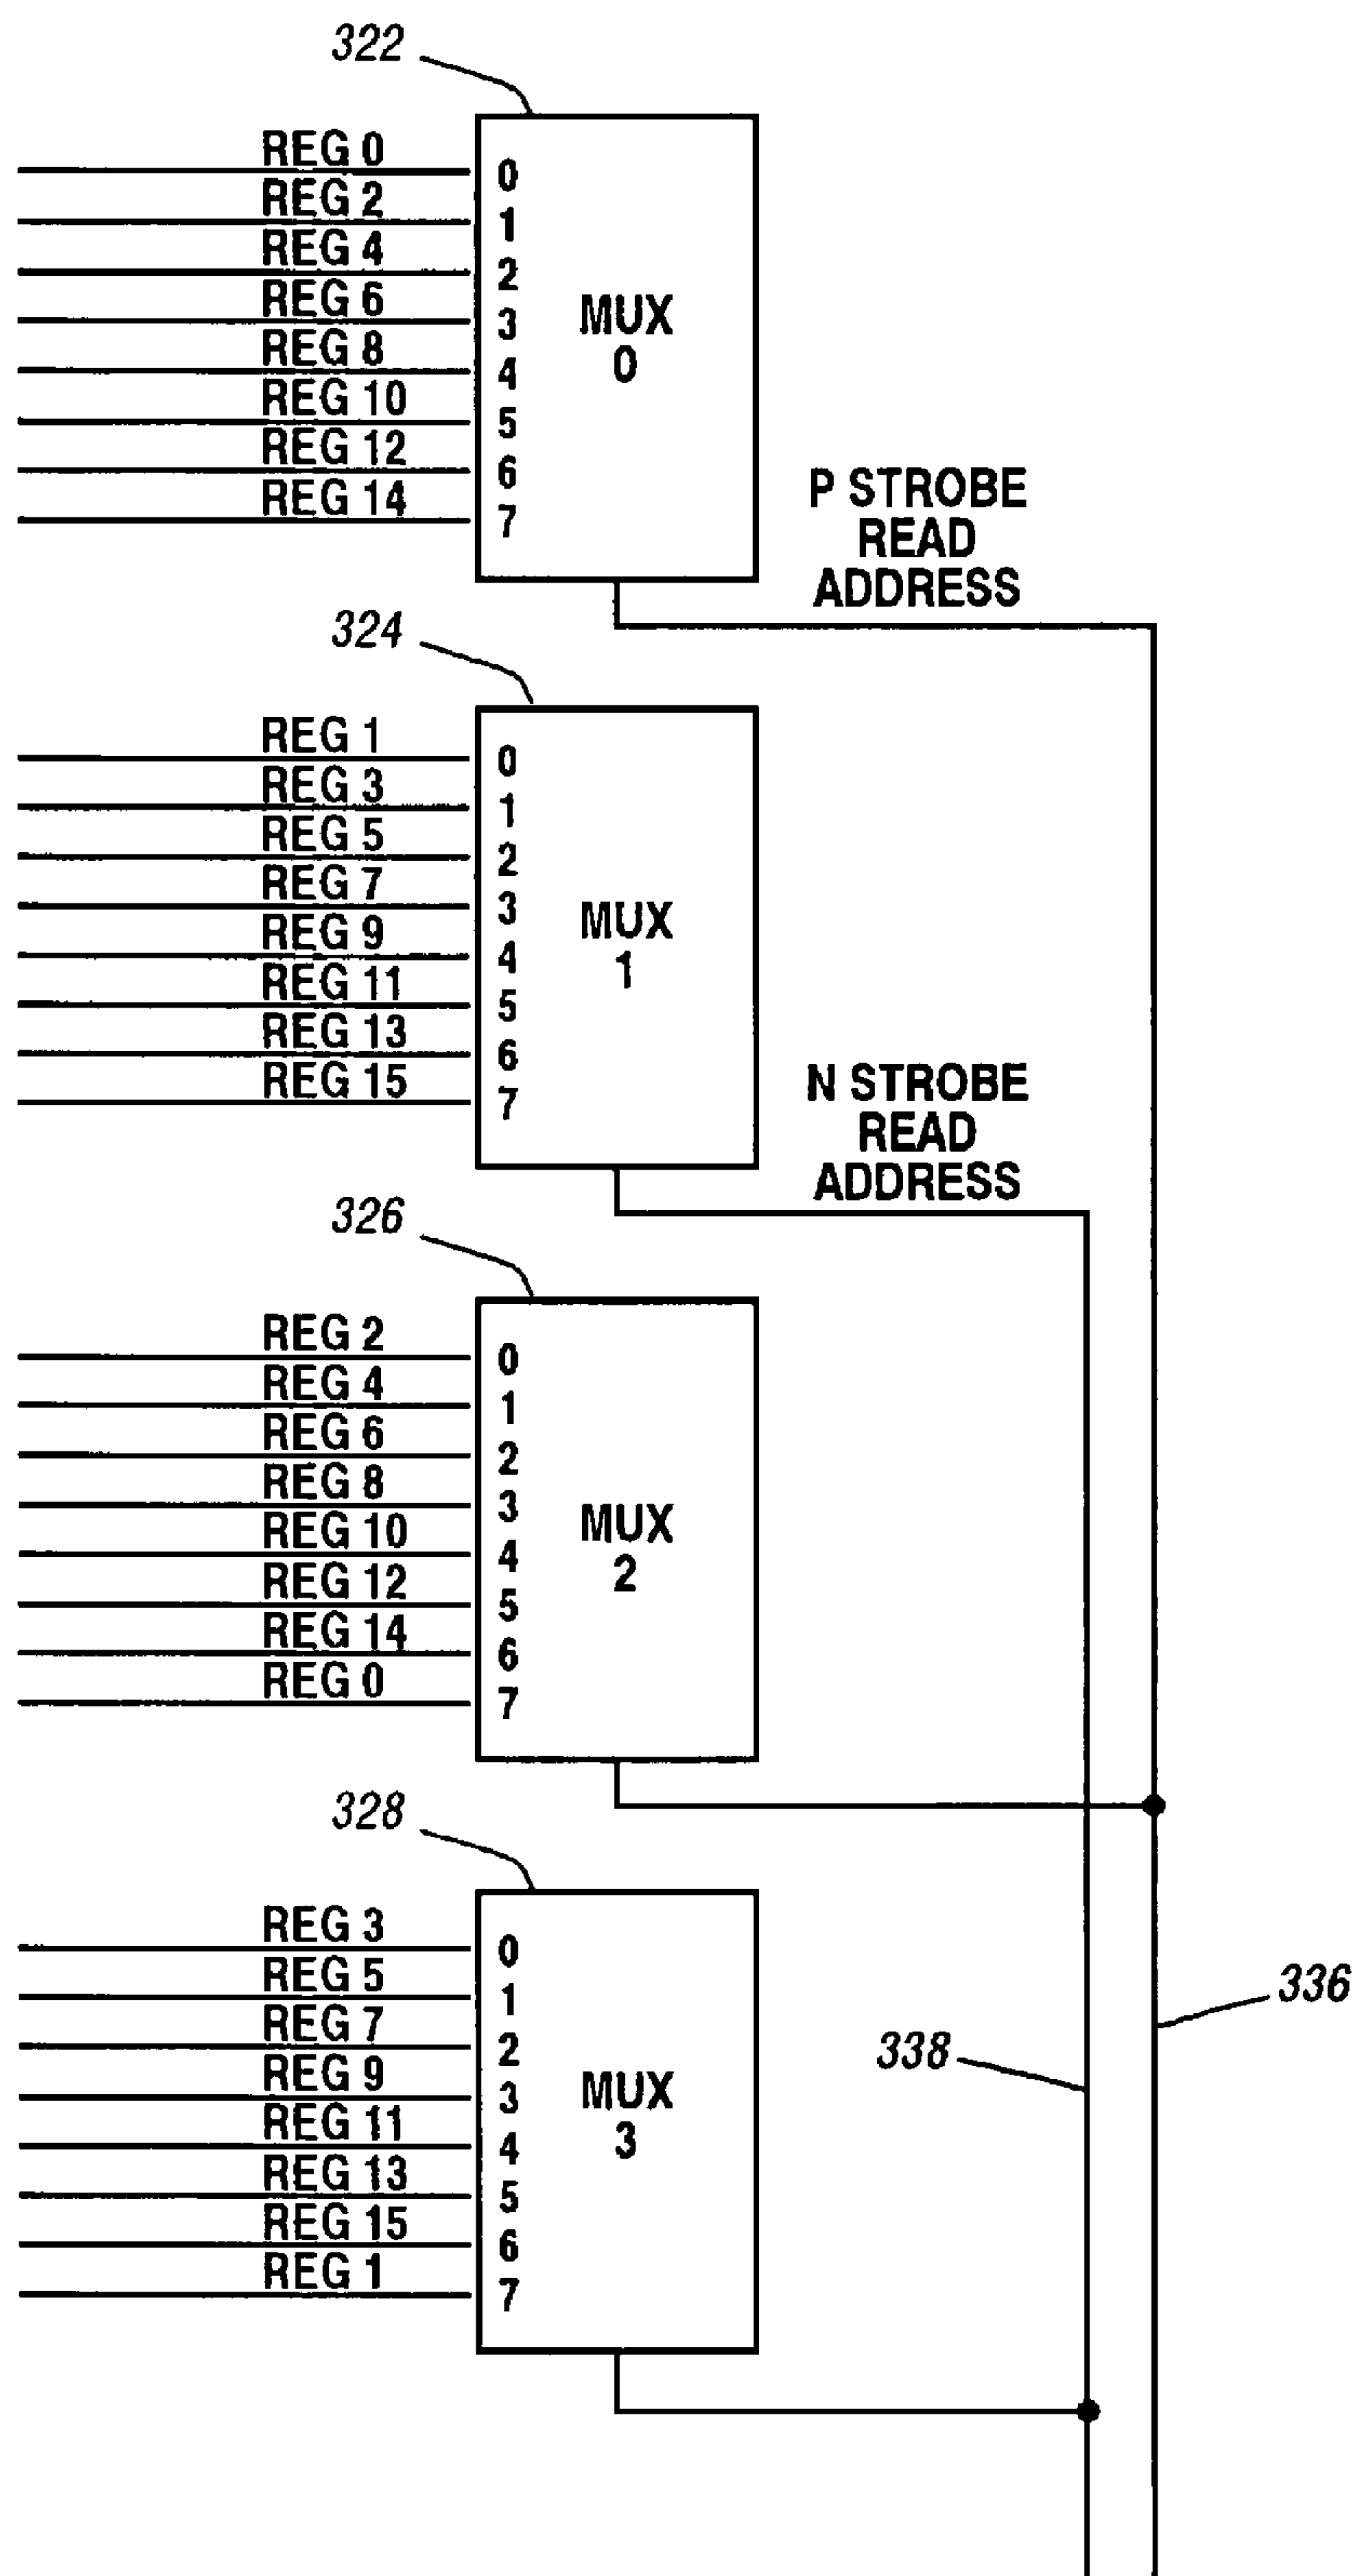 322
REG 0
0
REG 2
1
REG 4
2
REG 6
3
REG 8
4
REG 10
5
REG 12
6
REG 14
7
MUX
0
P STROBE
READ
ADDRESS
324
REG 1
0
REG 3
1
REG 5
2
REG 7
3
REG 9
4
REG 11
5
REG 13
6
REG 15
7
MUX
1
N STROBE
READ
ADDRESS
326
REG 2
0
REG 4
1
REG 6
2
REG 8
3
REG 10
4
REG 12
5
REG 14
6
REG 0
7
MUX
2
328
REG 3
0
REG 5
1
REG 7
2
REG 9
3
REG 11
4
REG 13
5
REG 15
6
REG 1
7
MUX
3
338
336